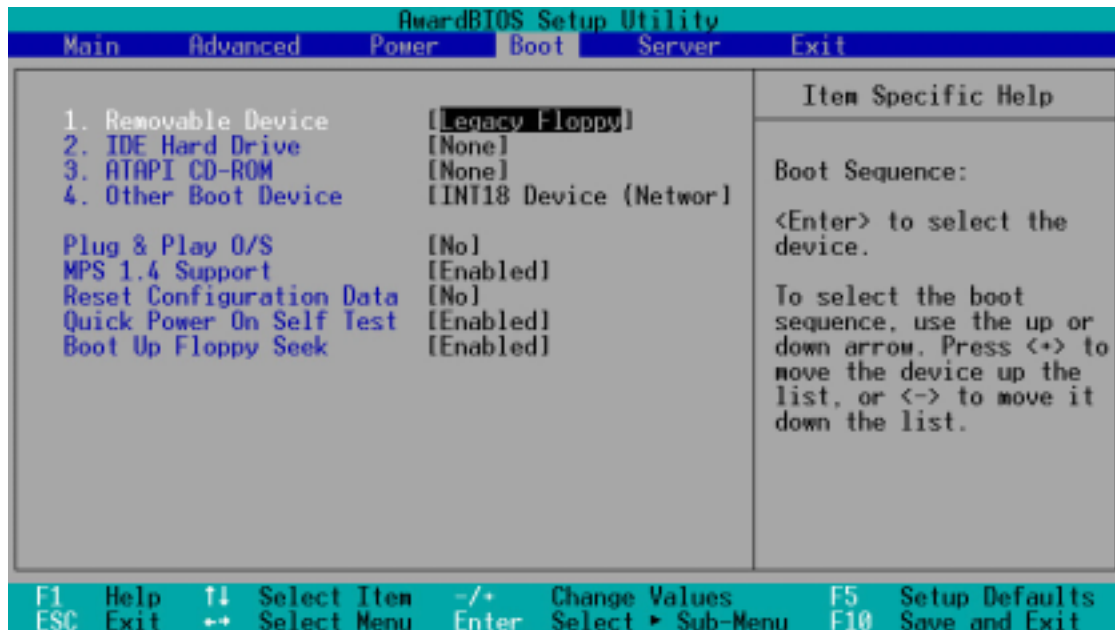 AwardBIOS Setup Utility
Main Advanced Power Boot Server Exit
1. Removable Device [Legacy Floppy]
2. IDE Hard Drive [None]
3. ATAPI CD-ROM [None]
4. Other Boot Device [INT18 Device (Networ]
Plug & Play O/S [No]
MPS 1.4 Support [Enabled]
Reset Configuration Data [No]
Quick Power On Self Test [Enabled]
Boot Up Floppy Seek [Enabled]
Item Specific Help
Boot Sequence:
<Enter> to select the
device.
To select the boot
sequence, use the up or
down arrow. Press <+> to
move the device up the
list, or <-> to move it
down the list.
F1 Help ↑↓ Select Item -/+ Change Values F5 Setup Defaults
ESC Exit ←→ Select Menu Enter Select ► Sub-Menu F10 Save and Exit